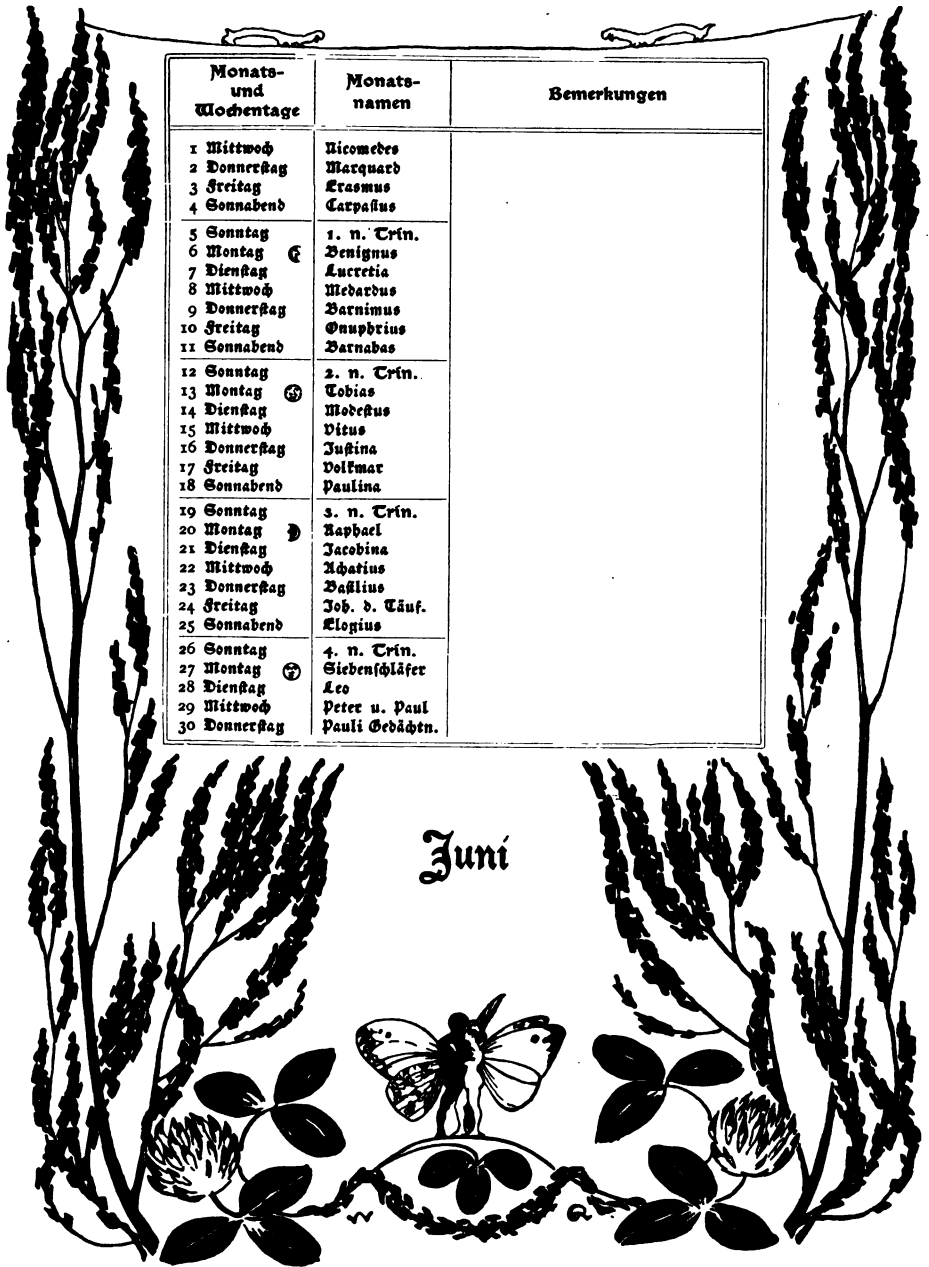 Monats-
und
Wochentage
Monats-
namen
Bemerkungen
1 Mittwoch Nicomedes
2 Donnerstag Marquard
3 Freitag Erasmus
4 Sonnabend Carpasius
5 Sonntag 1. n. Trin.
6 Montag Benignus
7 Dienstag Lucretia
8 Mittwoch Medardus
9 Donnerstag Barnimus
10 Freitag Onuphrius
11 Sonnabend Barnabas
12 Sonntag 2. n. Trin.
13 Montag Tobias
14 Dienstag Modestus
15 Mittwoch Vitus
16 Donnerstag Justina
17 Freitag Volkmar
18 Sonnabend Paulina
19 Sonntag 3. n. Trin.
20 Montag Raphael
21 Dienstag Jacobina
22 Mittwoch Achatius
23 Donnerstag Basilius
24 Freitag Joh. d. Täuf.
25 Sonnabend Elogius
26 Sonntag 4. n. Trin.
27 Montag Siebenschläfer
28 Dienstag Leo
29 Mittwoch Peter u. Paul
30 Donnerstag Pauli Gedächtn.
Juni